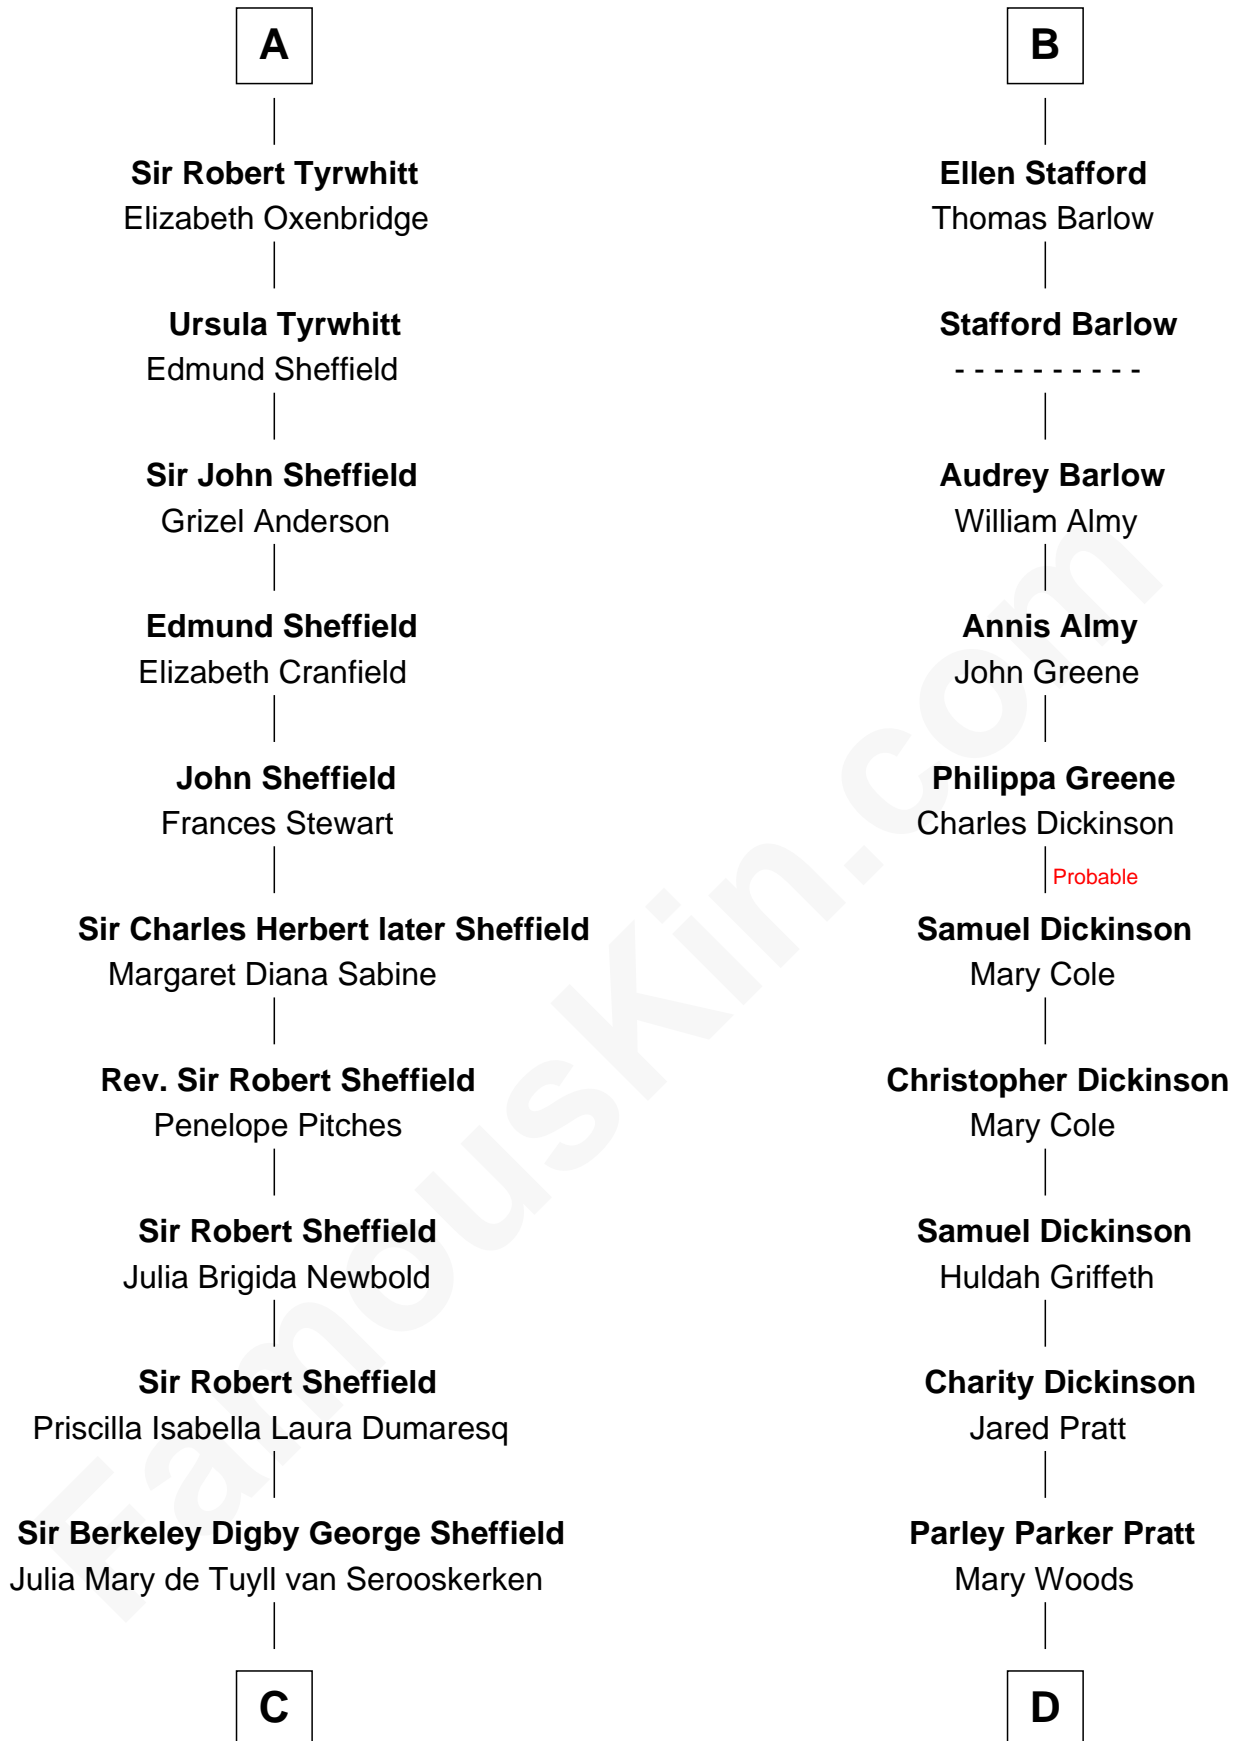 A
Sir Robert Tyrwhitt
Elizabeth Oxenbridge
Ursula Tyrwhitt
Edmund Sheffield
Sir John Sheffield
Grizel Anderson
Edmund Sheffield
Elizabeth Cranfield
John Sheffield
Frances Stewart
Sir Charles Herbert later Sheffield
Margaret Diana Sabine
Rev. Sir Robert Sheffield
Penelope Pitches
Sir Robert Sheffield
Julia Brigida Newbold
Sir Robert Sheffield
Priscilla Isabella Laura Dumaresq
Sir Berkeley Digby George Sheffield
Julia Mary de Tuyll van Serooskerken
C
B
Ellen Stafford
Thomas Barlow
Stafford Barlow
- - - - - - - - - -
Audrey Barlow
William Almy
Annis Almy
John Greene
Philippa Greene
Charles Dickinson
Probable
Samuel Dickinson
Mary Cole
Christopher Dickinson
Mary Cole
Samuel Dickinson
Huldah Griffeth
Charity Dickinson
Jared Pratt
Parley Parker Pratt
Mary Woods
D
FamousKin.com